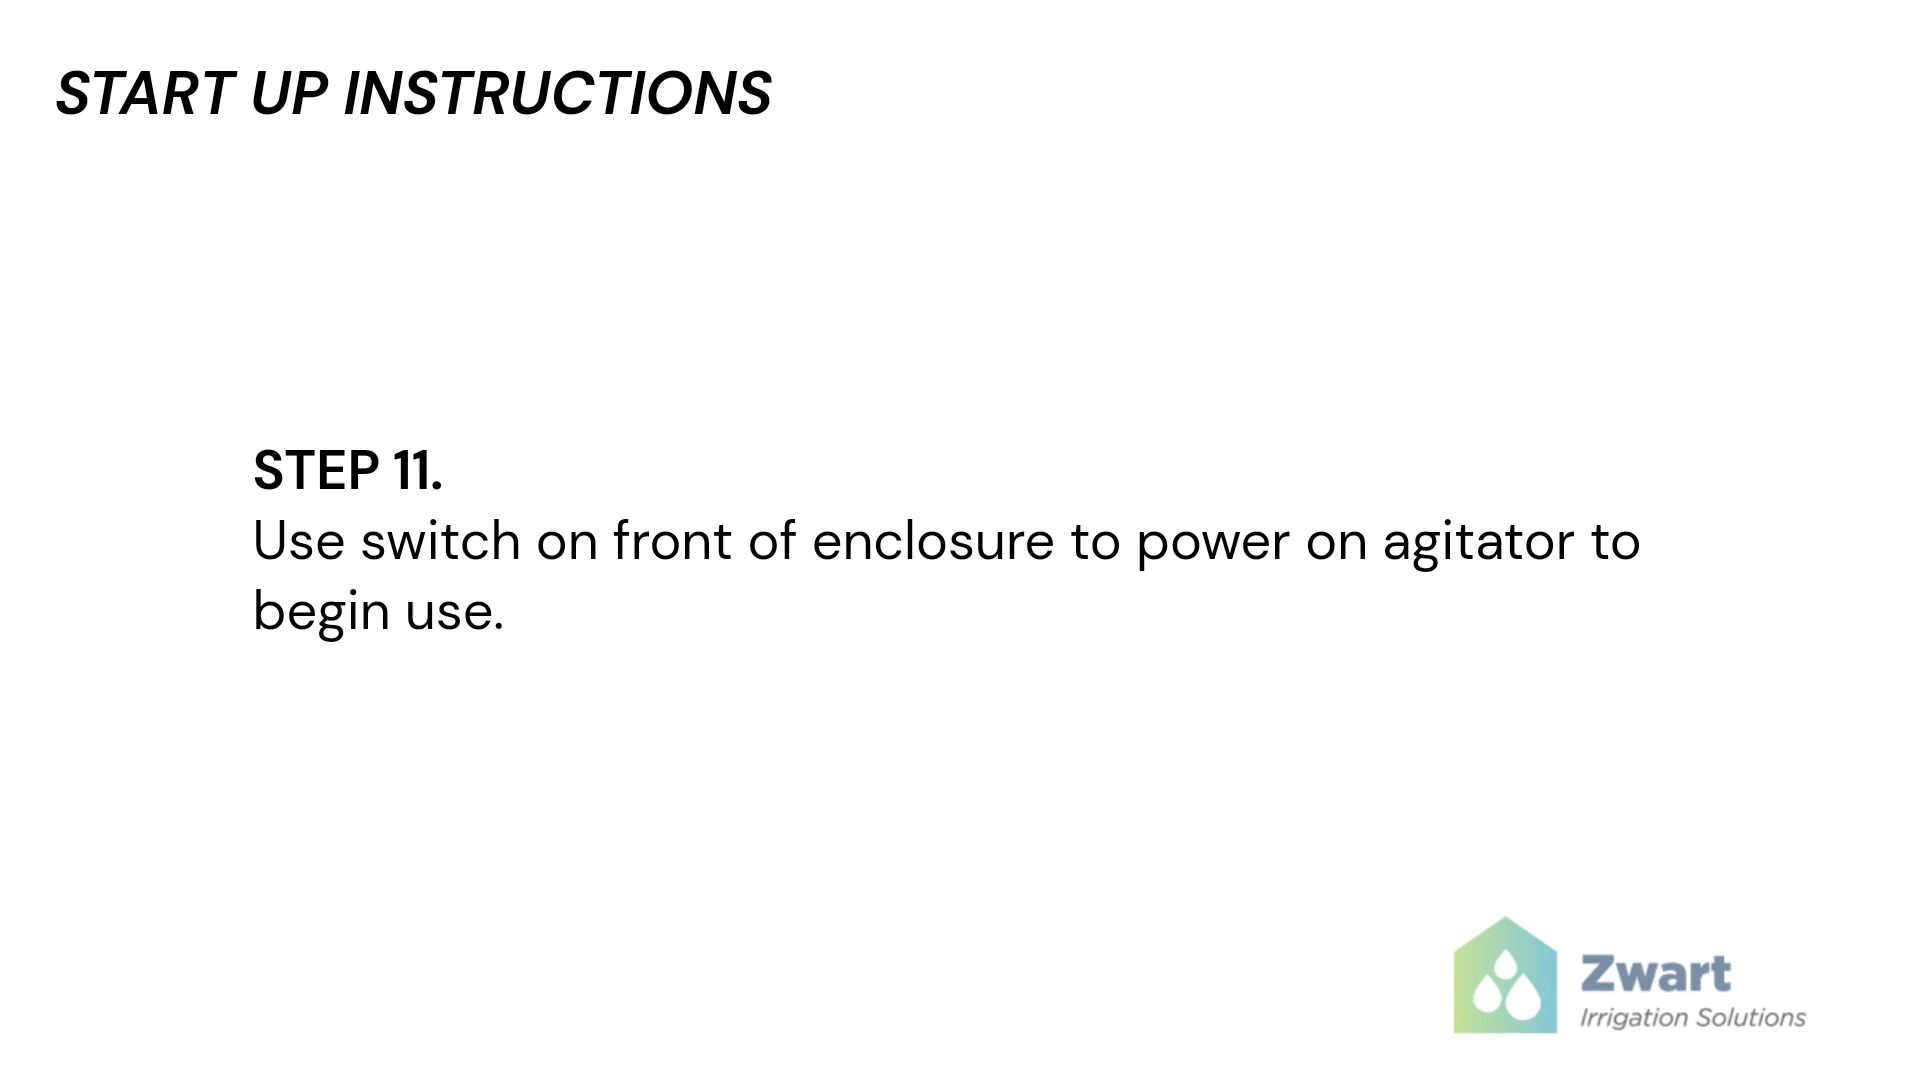 START UP INSTRUCTIONS
STEP 11.
Use switch on front of enclosure to power on agitator to
begin use.
Zwart
Irrigation Solutions